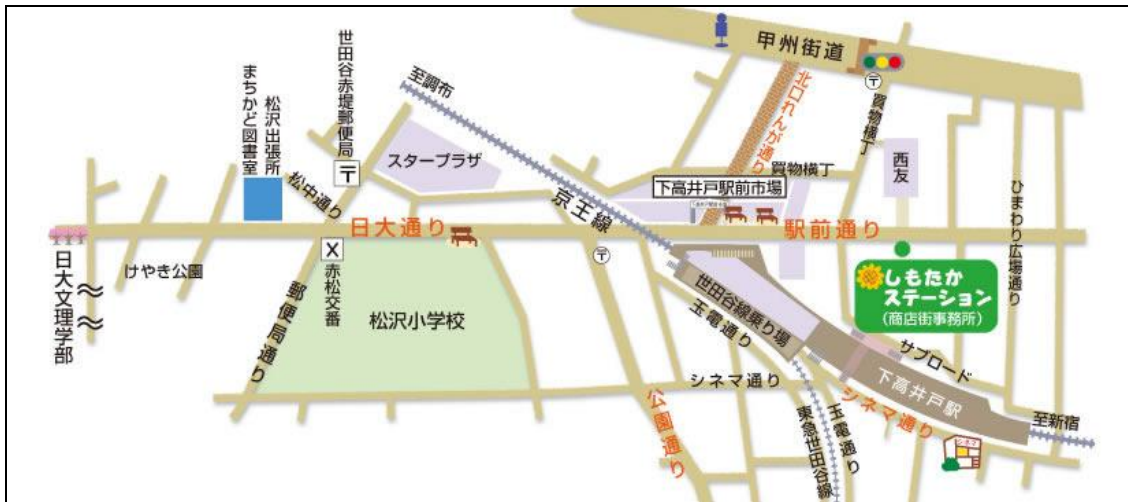 甲州街道
世田谷赤堤郵便局
至調布
北口れんが通り
〒
買物横丁
まちかど図書室
松沢出張所
スタープラザ
西友
買物横丁
下高井戸駅前市場
松中通り
〒
京王線
ひまわり広場通り
日大通り
駅前通り
X
〒
けやき公園
赤松交番
日大文理学部
しもたか
ステーション
(商店街事務所)
郵便局通り
松沢小学校
世田谷線乗り場
玉電通り
サブロード
シネマ通り
下高井戸駅
シネマ通り
公園通り
至新宿
東急世田谷線
玉電通り
シネマ